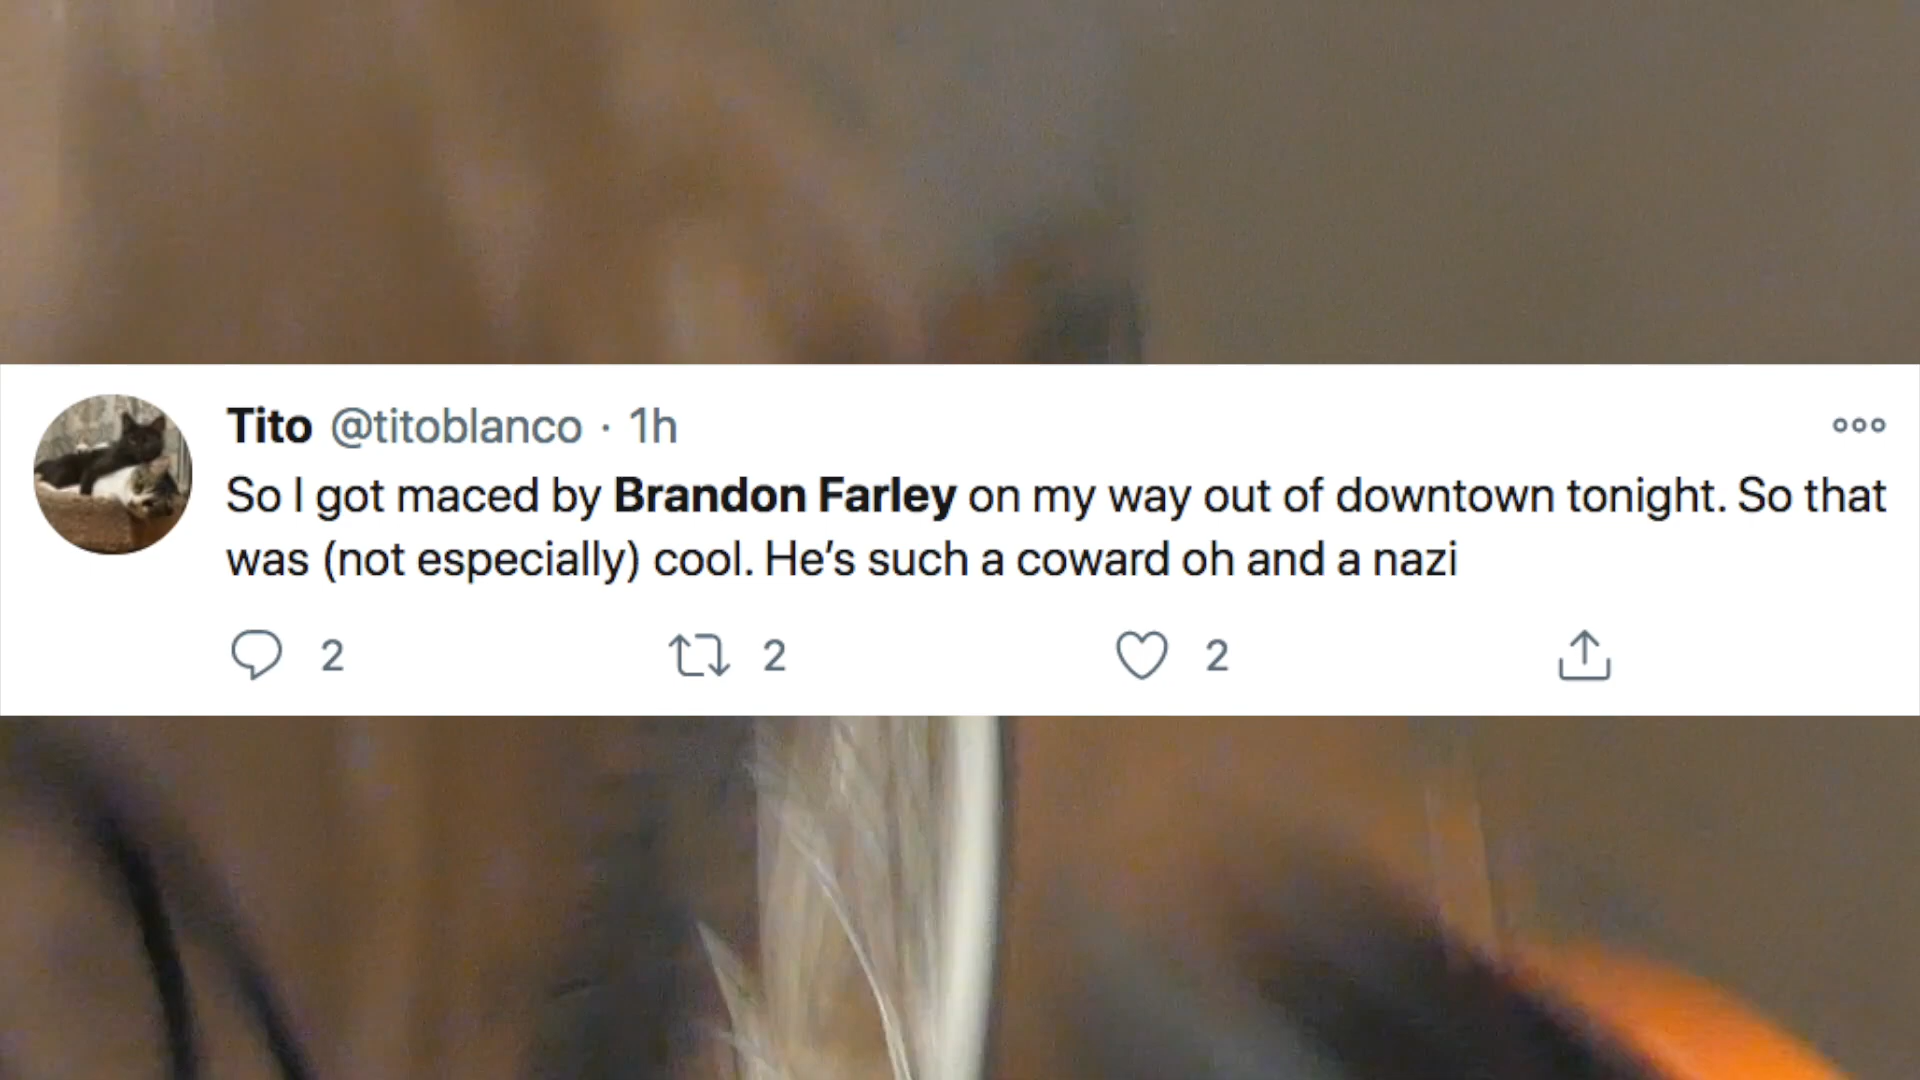 Tito @titoblanco · 1h
So I got maced by Brandon Farley on my way out of downtown tonight. So that
was (not especially) cool. He’s such a coward oh and a nazi
2 2 2